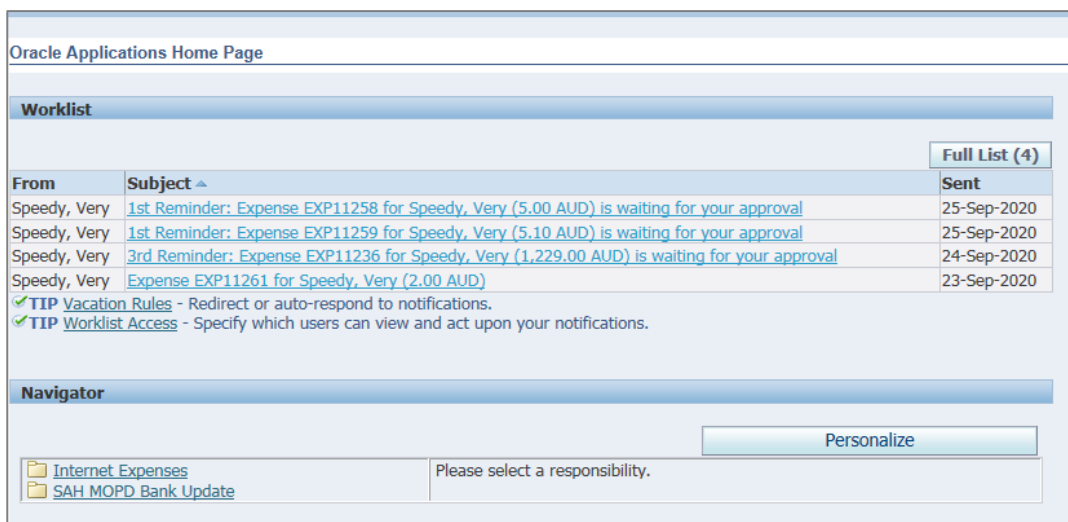 Oracle Applications Home Page
Worklist
Full List (4)
From Subject Sent
Speedy, Very 1st Reminder: Expense EXP11258 for Speedy, Very (5.00 AUD) is waiting for your approval 25-Sep-2020
Speedy, Very 1st Reminder: Expense EXP11259 for Speedy, Very (5.10 AUD) is waiting for your approval 25-Sep-2020
Speedy, Very 3rd Reminder: Expense EXP11236 for Speedy, Very (1,229.00 AUD) is waiting for your approval 24-Sep-2020
Speedy, Very Expense EXP11261 for Speedy, Very (2.00 AUD) 23-Sep-2020
TIP Vacation Rules - Redirect or auto-respond to notifications.
TIP Worklist Access - Specify which users can view and act upon your notifications.
Navigator
Personalize
Internet Expenses Please select a responsibility.
SAH MOPD Bank Update